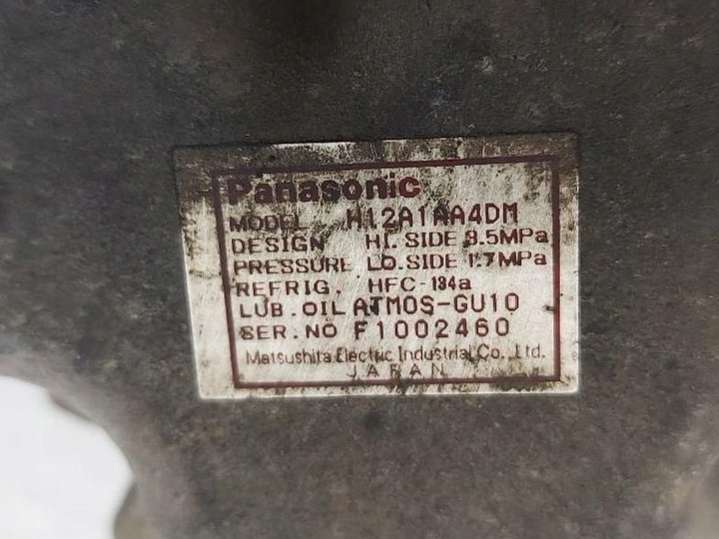 Panasonic
MODEL H12A1AA4DM
DESIGN HI. SIDE 3.5MPa
PRESSURE LO.SIDE 1.7MPa
REFRIG. HFC-134a
LUB.OIL ATMOS-GU10
SER.NO F1002460
Matsushita Electric Industrial Co., Ltd.
JAPAN